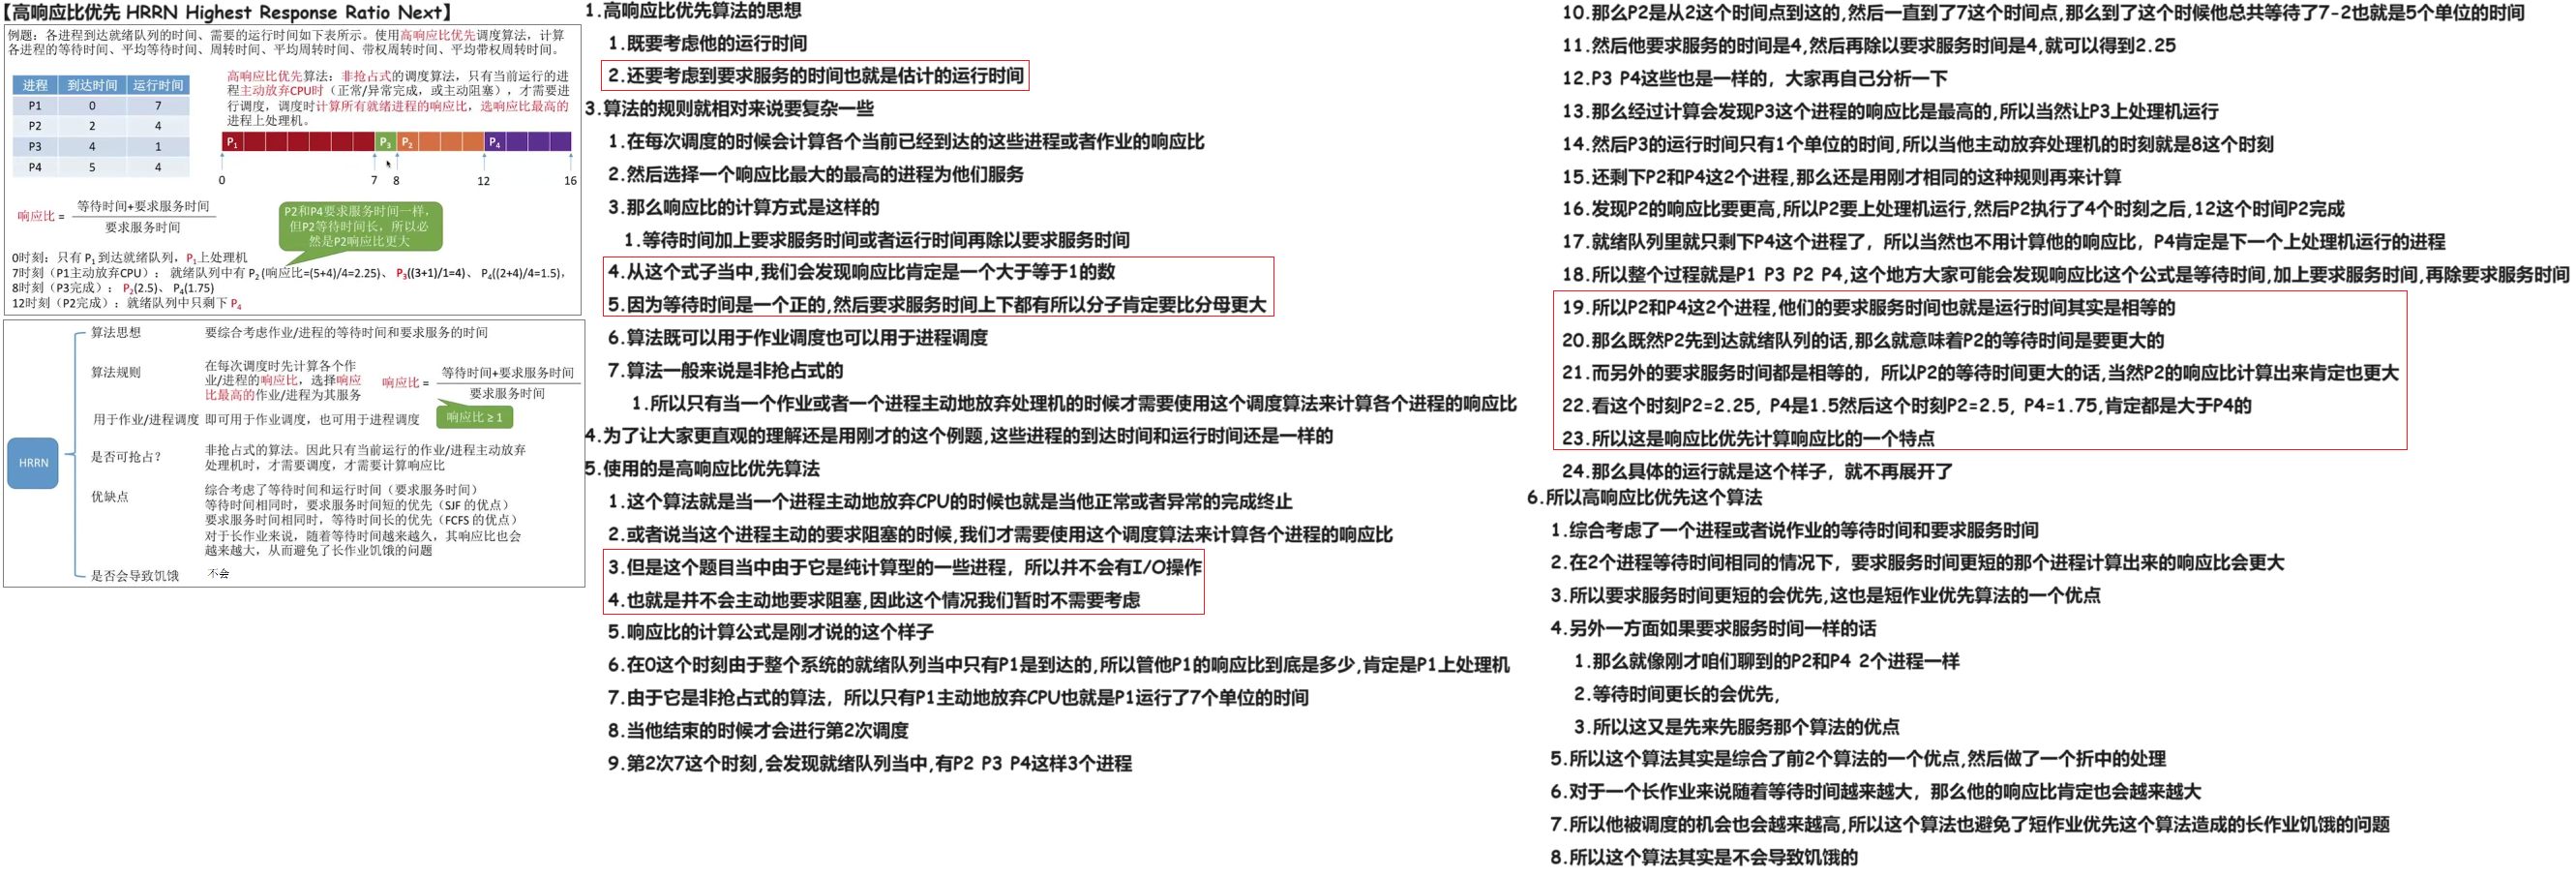 【高响应比优先 HRRN Highest Response Ratio Next】
例题：各进程到达就绪队列的时间、需要的运行时间如下表所示。使用高响应比优先调度算法，计算
各进程的等待时间、平均等待时间、周转时间、平均周转时间、带权周转时间、平均带权周转时间。
进程 到达时间 运行时间
P1 0 7
P2 2 4
P3 4 1
P4 5 4
高响应比优先算法：非抢占式的调度算法，只有当前运行的进
程主动放弃CPU时（正常/异常完成，或主动阻塞），才需要进
行调度，调度时计算所有就绪进程的响应比，选响应比最高的
进程上处理机。
P1 P3 P2 P4
0 7 8 12 16
响应比 =
等待时间+要求服务时间
要求服务时间
P2和P4要求服务时间一样，
但P2等待时间长，所以必
然是P2响应比更大
0时刻：只有 P1 到达就绪队列，P1上处理机
7时刻（P1主动放弃CPU）： 就绪队列中有 P2 (响应比=(5+4)/4=2.25)、 P3((3+1)/1=4)、 P4((2+4)/4=1.5)，
8时刻（P3完成）： P2(2.5)、 P4(1.75)
12时刻（P2完成）：就绪队列中只剩下 P4
HRRN
算法思想 要综合考虑作业/进程的等待时间和要求服务的时间
算法规则
在每次调度时先计算各个作
业/进程的响应比，选择响应
比最高的作业/进程为其服务
响应比 =
等待时间+要求服务时间
要求服务时间
响应比 ≥ 1
用于作业/进程调度 即可用于作业调度，也可用于进程调度
是否可抢占？
非抢占式的算法。因此只有当前运行的作业/进程主动放弃
处理机时，才需要调度，才需要计算响应比
优缺点
综合考虑了等待时间和运行时间（要求服务时间）
等待时间相同时，要求服务时间短的优先（SJF 的优点）
要求服务时间相同时，等待时间长的优先（FCFS 的优点）
对于长作业来说，随着等待时间越来越久，其响应比也会
越来越大，从而避免了长作业饥饿的问题
是否会导致饥饿 不会
1.高响应比优先算法的思想
1.既要考虑他的运行时间
2.还要考虑到要求服务的时间也就是估计的运行时间
3.算法的规则就相对来说要复杂一些
1.在每次调度的时候会计算各个当前已经到达的这些进程或者作业的响应比
2.然后选择一个响应比最大的最高的进程为他们服务
3.那么响应比的计算方式是这样的
1.等待时间加上要求服务时间或者运行时间再除以要求服务时间
4.从这个式子当中,我们会发现响应比肯定是一个大于等于1的数
5.因为等待时间是一个正的,然后要求服务时间上下都有所以分子肯定要比分母更大
6.算法既可以用于作业调度也可以用于进程调度
7.算法一般来说是非抢占式的
1.所以只有当一个作业或者一个进程主动地放弃处理机的时候才需要使用这个调度算法来计算各个进程的响应比
4.为了让大家更直观的理解还是用刚才的这个例题,这些进程的到达时间和运行时间还是一样的
5.使用的是高响应比优先算法
1.这个算法就是当一个进程主动地放弃CPU的时候也就是当他正常或者异常的完成终止
2.或者说当这个进程主动的要求阻塞的时候,我们才需要使用这个调度算法来计算各个进程的响应比
3.但是这个题目当中由于它是纯计算型的一些进程，所以并不会有I/O操作
4.也就是并不会主动地要求阻塞,因此这个情况我们暂时不需要考虑
5.响应比的计算公式是刚才说的这个样子
6.在0这个时刻由于整个系统的就绪队列当中只有P1是到达的,所以管他P1的响应比到底是多少,肯定是P1上处理机
7.由于它是非抢占式的算法，所以只有P1主动地放弃CPU也就是P1运行了7个单位的时间
8.当他结束的时候才会进行第2次调度
9.第2次7这个时刻,会发现就绪队列当中,有P2 P3 P4这样3个进程
10.那么P2是从2这个时间点到这的,然后一直到了7这个时间点,那么到了这个时候他总共等待了7-2也就是5个单位的时间
11.然后他要求服务的时间是4,然后再除以要求服务时间是4,就可以得到2.25
12.P3 P4这些也是一样的，大家再自己分析一下
13.那么经过计算会发现P3这个进程的响应比是最高的,所以当然让P3上处理机运行
14.然后P3的运行时间只有1个单位的时间,所以当他主动放弃处理机的时刻就是8这个时刻
15.还剩下P2和P4这2个进程,那么还是用刚才相同的这种规则再来计算
16.发现P2的响应比要更高,所以P2要上处理机运行,然后P2执行了4个时刻之后,12这个时间P2完成
17.就绪队列里就只剩下P4这个进程了，所以当然也不用计算他的响应比，P4肯定是下一个上处理机运行的进程
18.所以整个过程就是P1 P3 P2 P4,这个地方大家可能会发现响应比这个公式是等待时间,加上要求服务时间,再除要求服务时间
19.所以P2和P4这2个进程,他们的要求服务时间也就是运行时间其实是相等的
20.那么既然P2先到达就绪队列的话,那么就意味着P2的等待时间是要更大的
21.而另外的要求服务时间都是相等的，所以P2的等待时间更大的话,当然P2的响应比计算出来肯定也更大
22.看这个时刻P2=2.25, P4是1.5然后这个时刻P2=2.5, P4=1.75,肯定都是大于P4的
23.所以这是响应比优先计算响应比的一个特点
24.那么具体的运行就是这个样子，就不再展开了
6.所以高响应比优先这个算法
1.综合考虑了一个进程或者说作业的等待时间和要求服务时间
2.在2个进程等待时间相同的情况下，要求服务时间更短的那个进程计算出来的响应比会更大
3.所以要求服务时间更短的会优先,这也是短作业优先算法的一个优点
4.另外一方面如果要求服务时间一样的话
1.那么就像刚才咱们聊到的P2和P4 2个进程一样
2.等待时间更长的会优先,
3.所以这又是先来先服务那个算法的优点
5.所以这个算法其实是综合了前2个算法的一个优点,然后做了一个折中的处理
6.对于一个长作业来说随着等待时间越来越大，那么他的响应比肯定也会越来越大
7.所以他被调度的机会也会越来越高,所以这个算法也避免了短作业优先这个算法造成的长作业饥饿的问题
8.所以这个算法其实是不会导致饥饿的